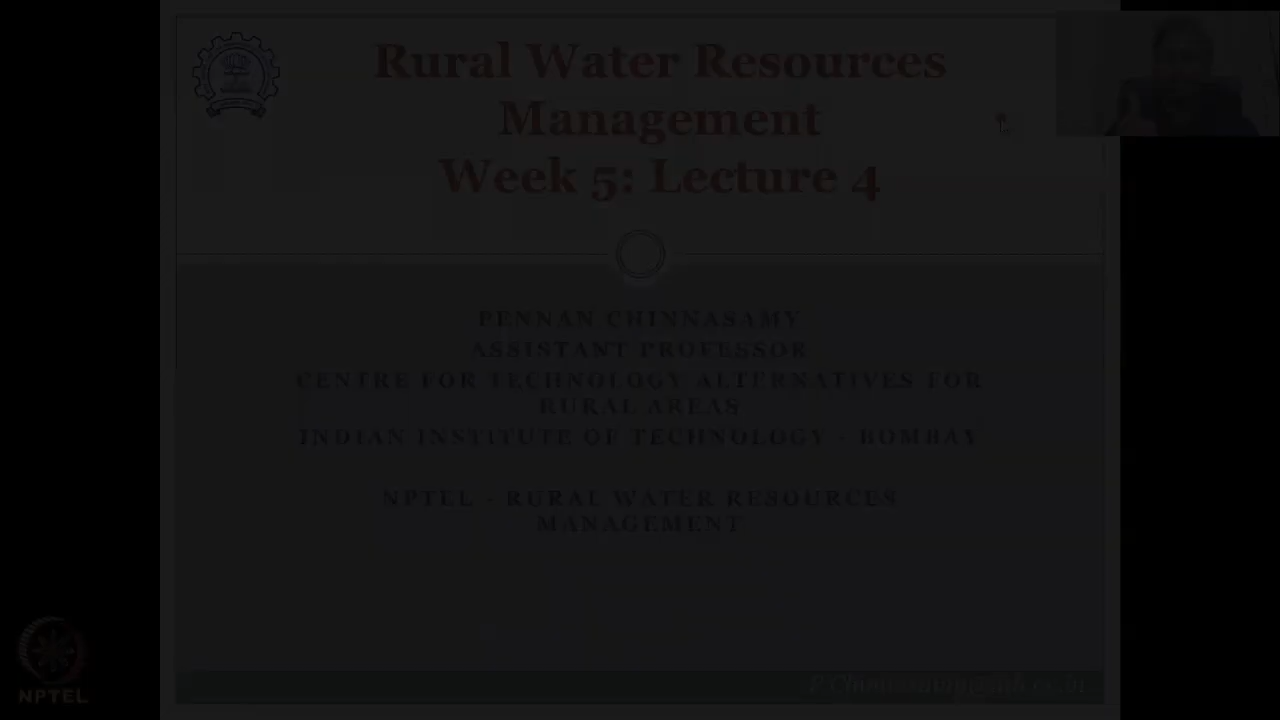 Rural Water Resources
Management
Week 5: Lecture 4
PENNAN CHINNASAMY
ASSISTANT PROFESSOR
CENTRE FOR TECHNOLOGY ALTERNATIVES FOR
RURAL AREAS
INDIAN INSTITUTE OF TECHNOLOGY - BOMBAY
NPTEL - RURAL WATER RESOURCES
MANAGEMENT
NPTEL